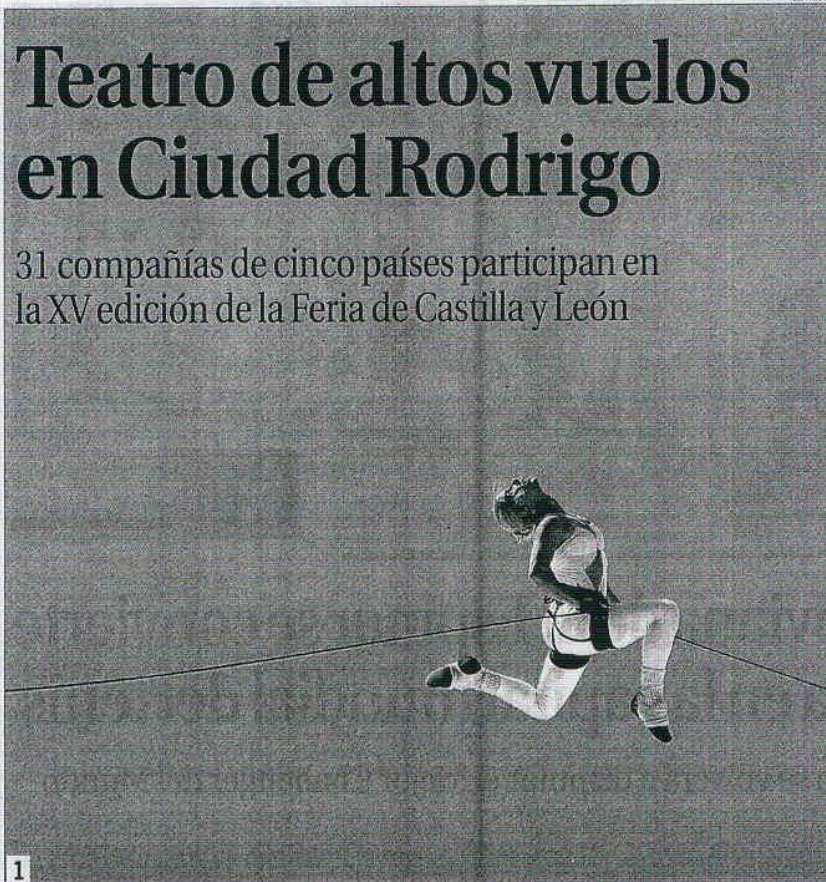 Teatro de altos vuelos
en Ciudad Rodrigo
31 compañías de cinco países participan en
la XV edición de la Feria de Castilla y León
1